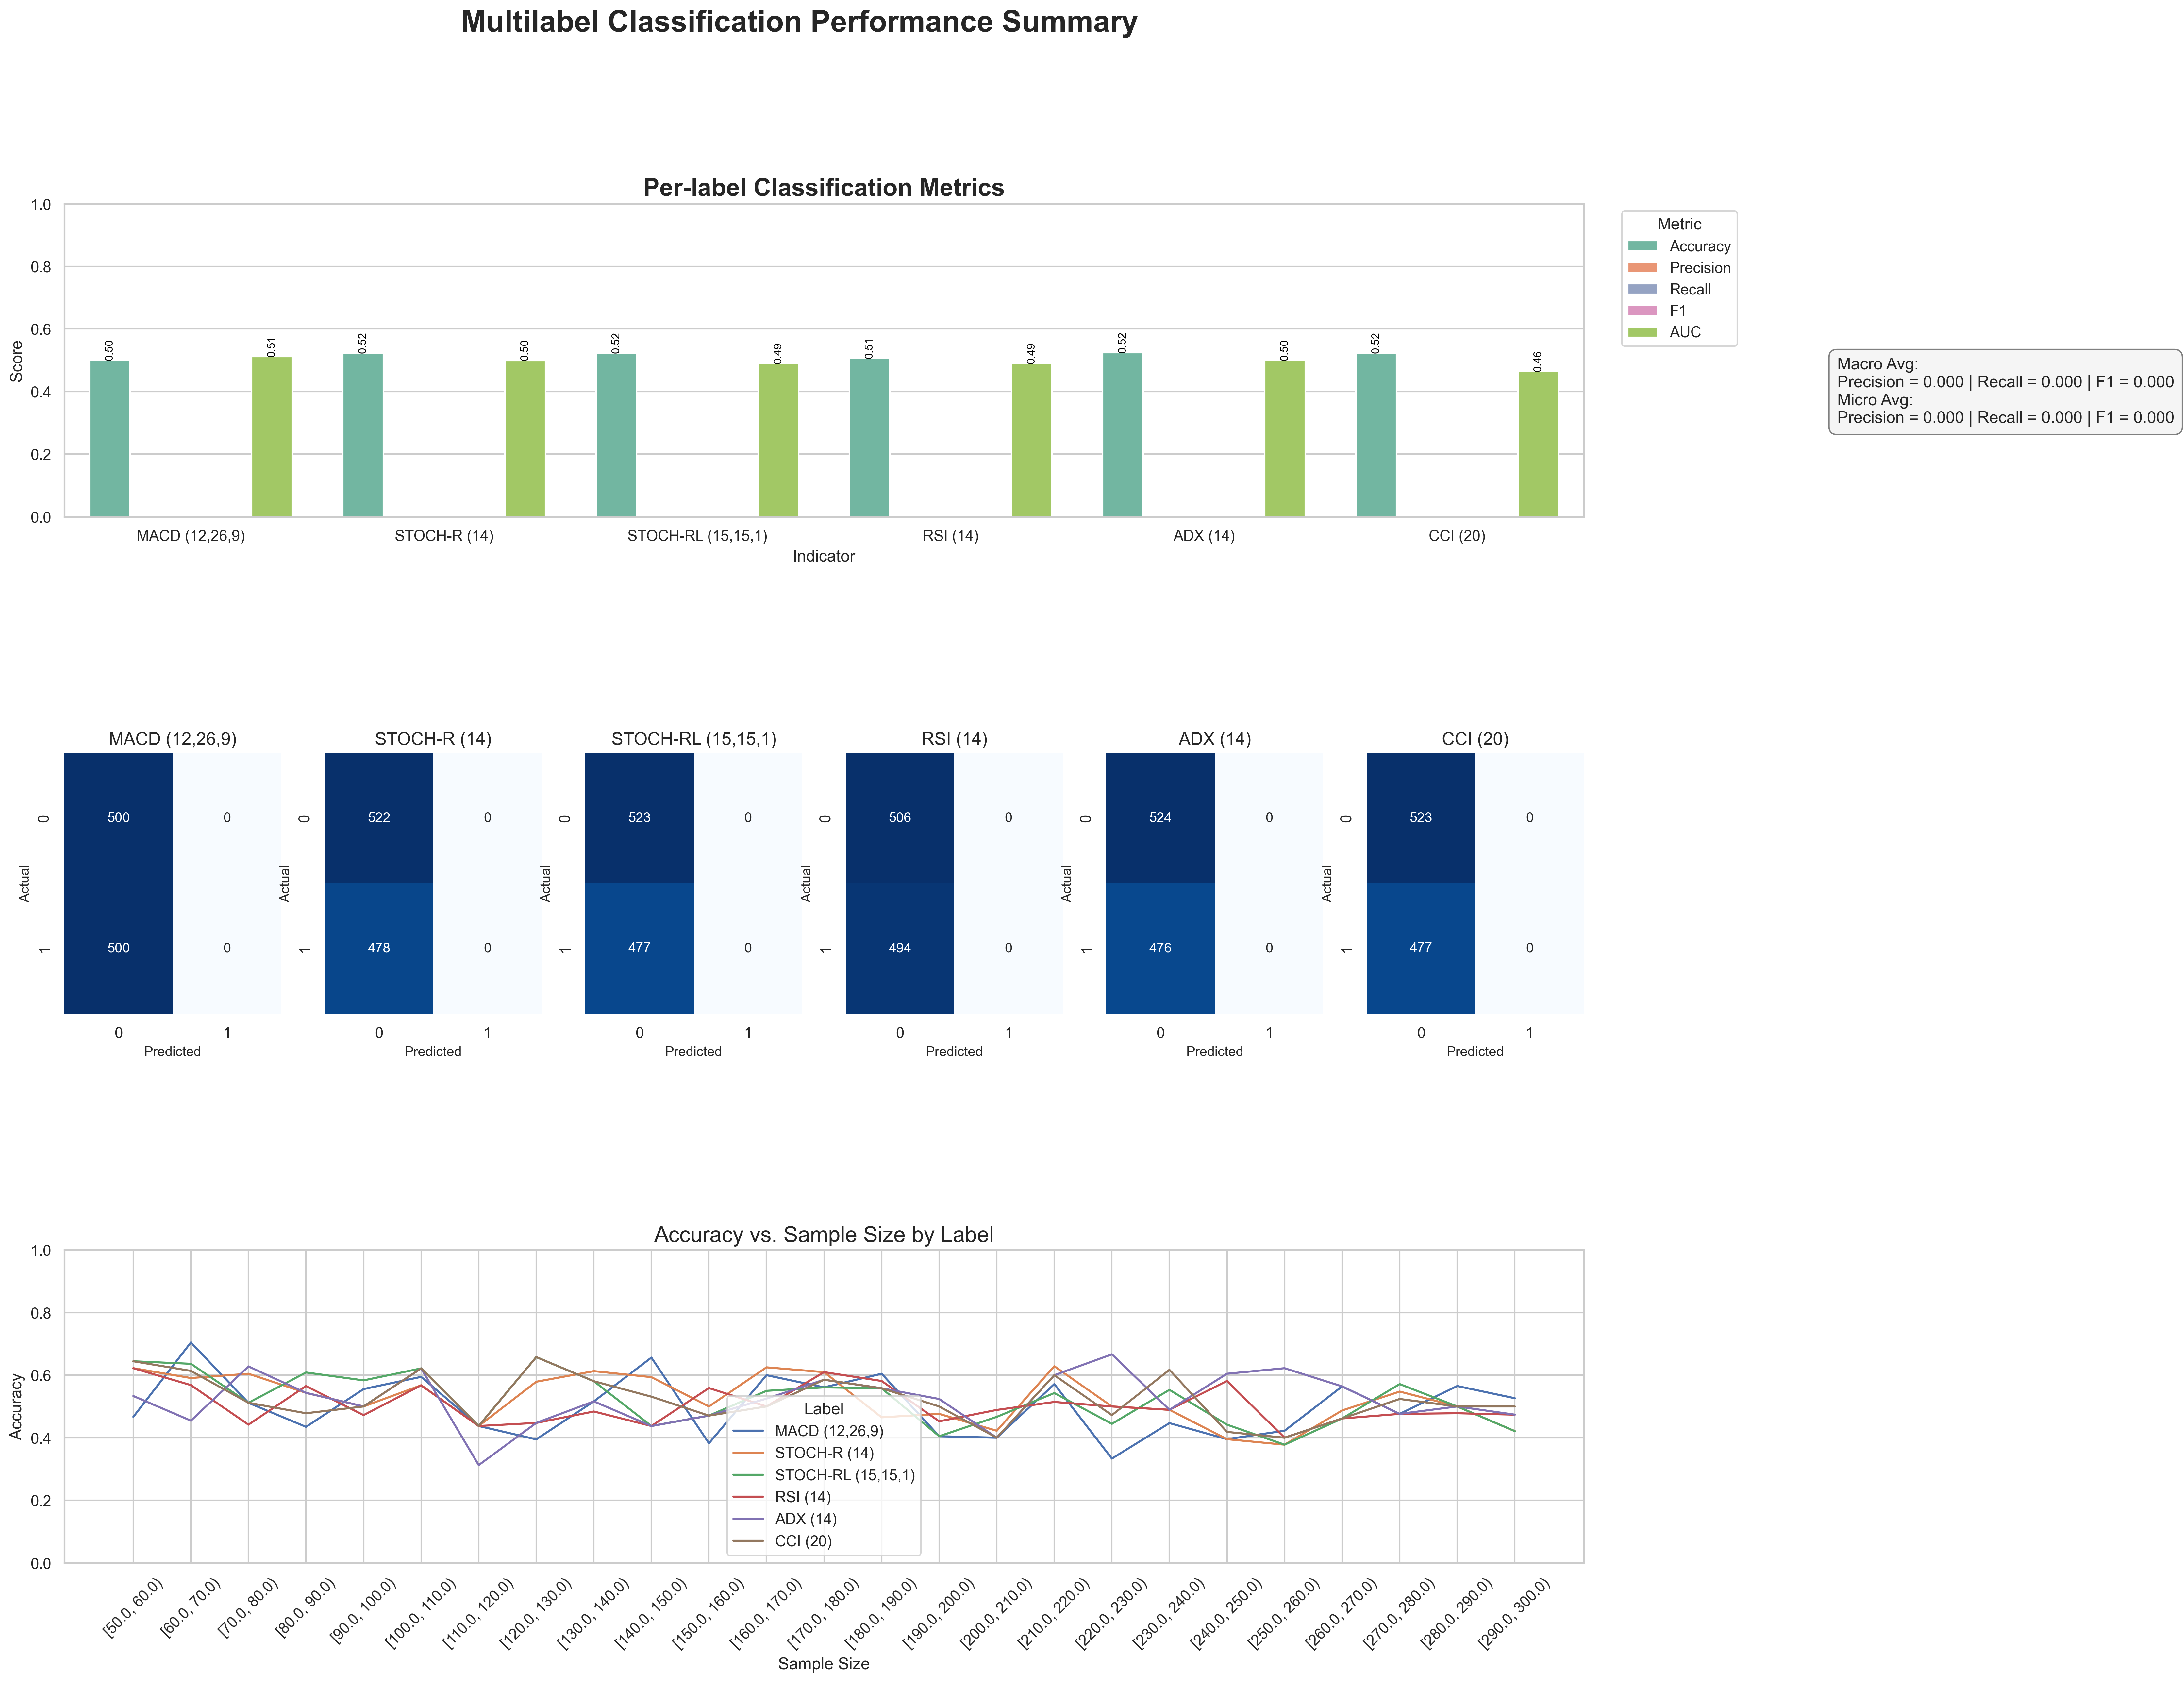 Multilabel Classification Performance Summary
Per-label Classification Metrics
1.0
0.8
0.6
0.4
0.2
0.0
Score
0.50
0.51
0.52
0.50
0.52
0.49
0.51
0.49
0.52
0.50
0.52
0.46
MACD (12,26,9)
STOCH-R (14)
STOCH-RL (15,15,1)
RSI (14)
ADX (14)
CCI (20)
Indicator
Metric
Accuracy
Precision
Recall
F1
AUC
Macro Avg:
Precision = 0.000 | Recall = 0.000 | F1 = 0.000
Micro Avg:
Precision = 0.000 | Recall = 0.000 | F1 = 0.000
MACD (12,26,9)
Actual
0
1
500
0
500
0
0
1
Predicted
STOCH-R (14)
Actual
0
1
522
0
478
0
0
1
Predicted
STOCH-RL (15,15,1)
Actual
0
1
523
0
477
0
0
1
Predicted
RSI (14)
Actual
0
1
506
0
494
0
0
1
Predicted
ADX (14)
Actual
0
1
524
0
476
0
0
1
Predicted
CCI (20)
Actual
0
1
523
0
477
0
0
1
Predicted
Accuracy vs. Sample Size by Label
1.0
0.8
0.6
0.4
0.2
0.0
Accuracy
Label
MACD (12,26,9)
STOCH-R (14)
STOCH-RL (15,15,1)
RSI (14)
ADX (14)
CCI (20)
[50.0, 60.0)
[60.0, 70.0)
[70.0, 80.0)
[80.0, 90.0)
[90.0, 100.0)
[100.0, 110.0)
[110.0, 120.0)
[120.0, 130.0)
[130.0, 140.0)
[140.0, 150.0)
[150.0, 160.0)
[160.0, 170.0)
[170.0, 180.0)
[180.0, 190.0)
[190.0, 200.0)
[200.0, 210.0)
[210.0, 220.0)
[220.0, 230.0)
[230.0, 240.0)
[240.0, 250.0)
[250.0, 260.0)
[260.0, 270.0)
[270.0, 280.0)
[280.0, 290.0)
[290.0, 300.0)
Sample Size